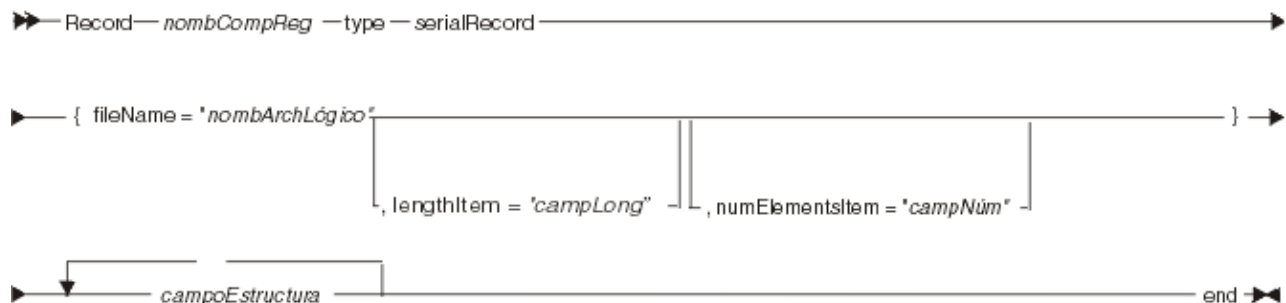 Record nombCompReg type serialRecord
{ fileName = "nombArchLógico" }
, lengthItem = "campLong" , numElementsItem = "campNúm"
campoEstructura end